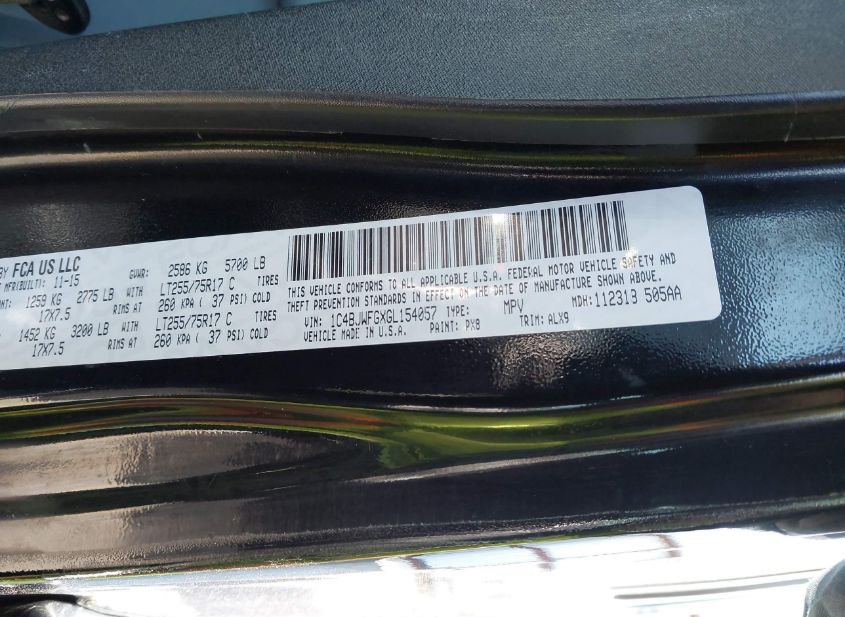 BY FCA US LLC
MFR(BUILT): 11-15
GVWR: 2586 KG 5700 LB
1259 KG 2775 LB WITH LT255/75R17 C TIRES
17X7.5 RIMS AT 260 KPA ( 37 PSI) COLD
1452 KG 3200 LB WITH LT255/75R17 C TIRES
17X7.5 RIMS AT 260 KPA ( 37 PSI) COLD
THIS VEHICLE CONFORMS TO ALL APPLICABLE U.S.A. FEDERAL MOTOR VEHICLE SAFETY AND
THEFT PREVENTION STANDARDS IN EFFECT ON THE DATE OF MANUFACTURE SHOWN ABOVE.
VIN: 1C4BJWFGXGL154057 TYPE: MPV MDH: 112313 505AA
VEHICLE MADE IN U.S.A. PAINT: PX8 TRIM: ALX9